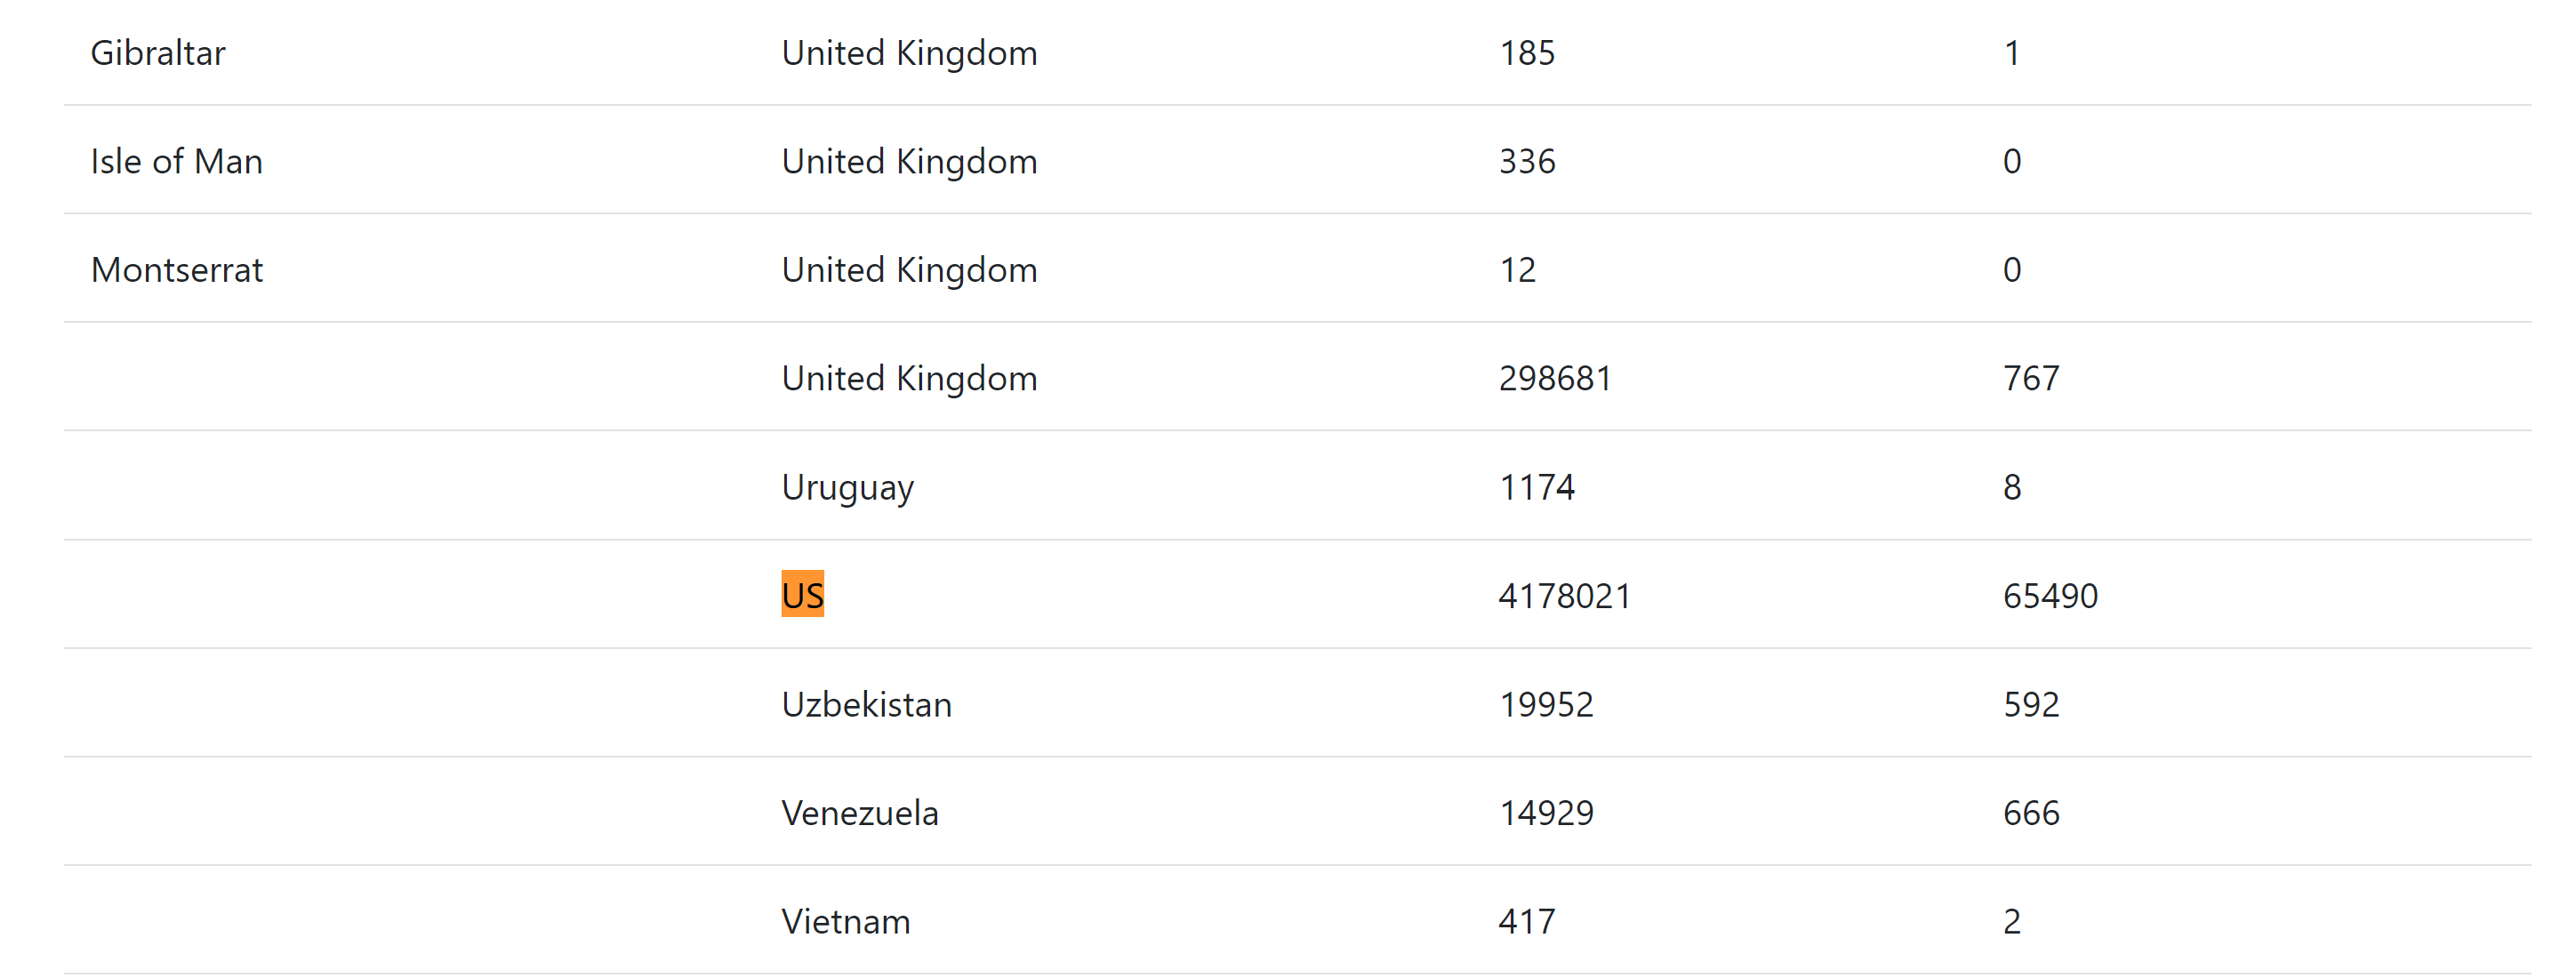 Gibraltar United Kingdom 185 1
Isle of Man United Kingdom 336 0
Montserrat United Kingdom 12 0
United Kingdom 298681 767
Uruguay 1174 8
US 4178021 65490
Uzbekistan 19952 592
Venezuela 14929 666
Vietnam 417 2